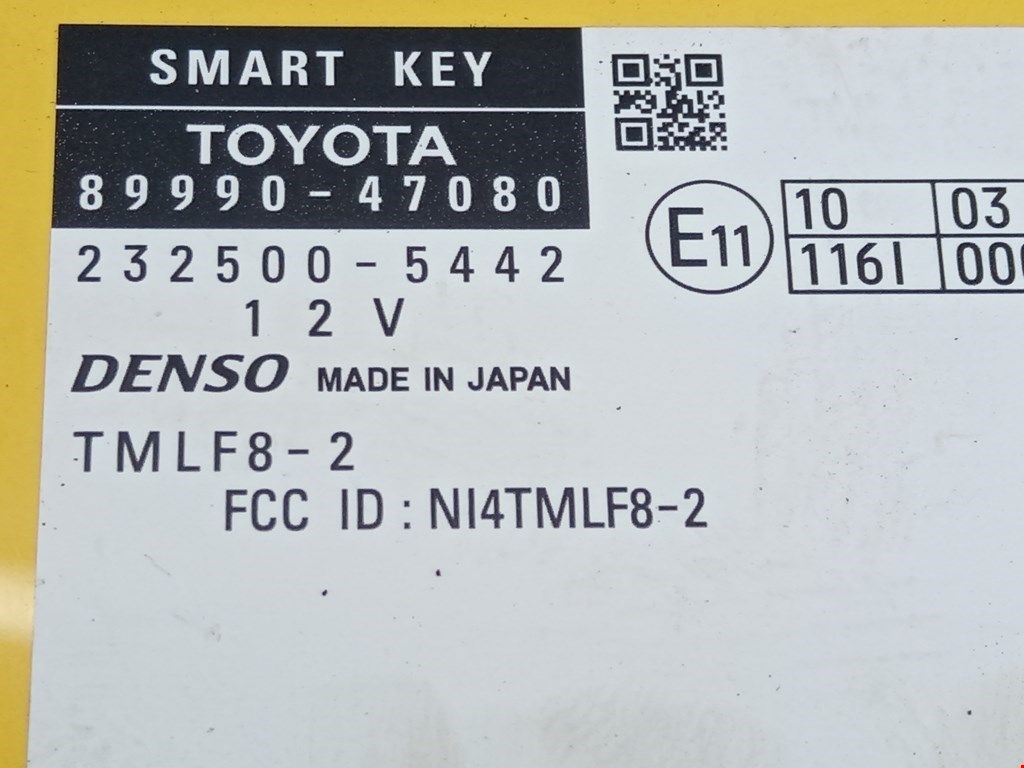 SMART KEY
TOYOTA
89990-47080
232500-5442
12V
DENSO MADE IN JAPAN
TMLF8-2
FCC ID : NI4TMLF8-2
E11
10 03
116I